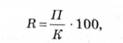 R = П / К · 100,